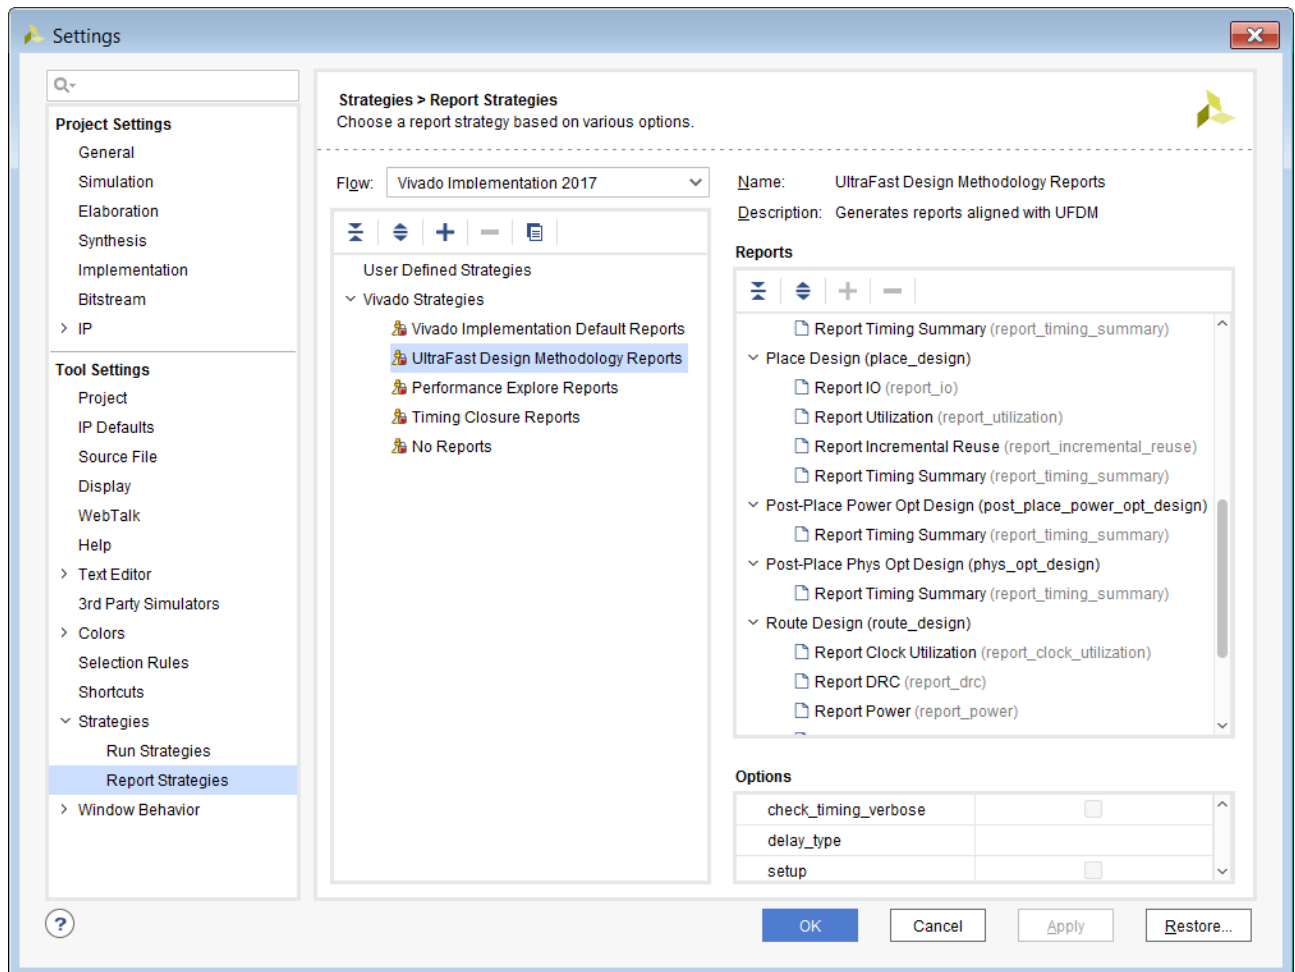 Settings
Project Settings
General
Simulation
Elaboration
Synthesis
Implementation
Bitstream
IP
Tool Settings
Project
IP Defaults
Source File
Display
WebTalk
Help
Text Editor
3rd Party Simulators
Colors
Selection Rules
Shortcuts
Strategies
Run Strategies
Report Strategies
Window Behavior
Strategies > Report Strategies
Choose a report strategy based on various options.
Flow: Vivado Implementation 2017
User Defined Strategies
Vivado Strategies
Vivado Implementation Default Reports
UltraFast Design Methodology Reports
Performance Explore Reports
Timing Closure Reports
No Reports
Name: UltraFast Design Methodology Reports
Description: Generates reports aligned with UFDM
Reports
Report Timing Summary (report_timing_summary)
Place Design (place_design)
Report IO (report_io)
Report Utilization (report_utilization)
Report Incremental Reuse (report_incremental_reuse)
Report Timing Summary (report_timing_summary)
Post-Place Power Opt Design (post_place_power_opt_design)
Report Timing Summary (report_timing_summary)
Post-Place Phys Opt Design (phys_opt_design)
Report Timing Summary (report_timing_summary)
Route Design (route_design)
Report Clock Utilization (report_clock_utilization)
Report DRC (report_drc)
Report Power (report_power)
Options
check_timing_verbose
delay_type
setup
?
OK
Cancel
Apply
Restore...